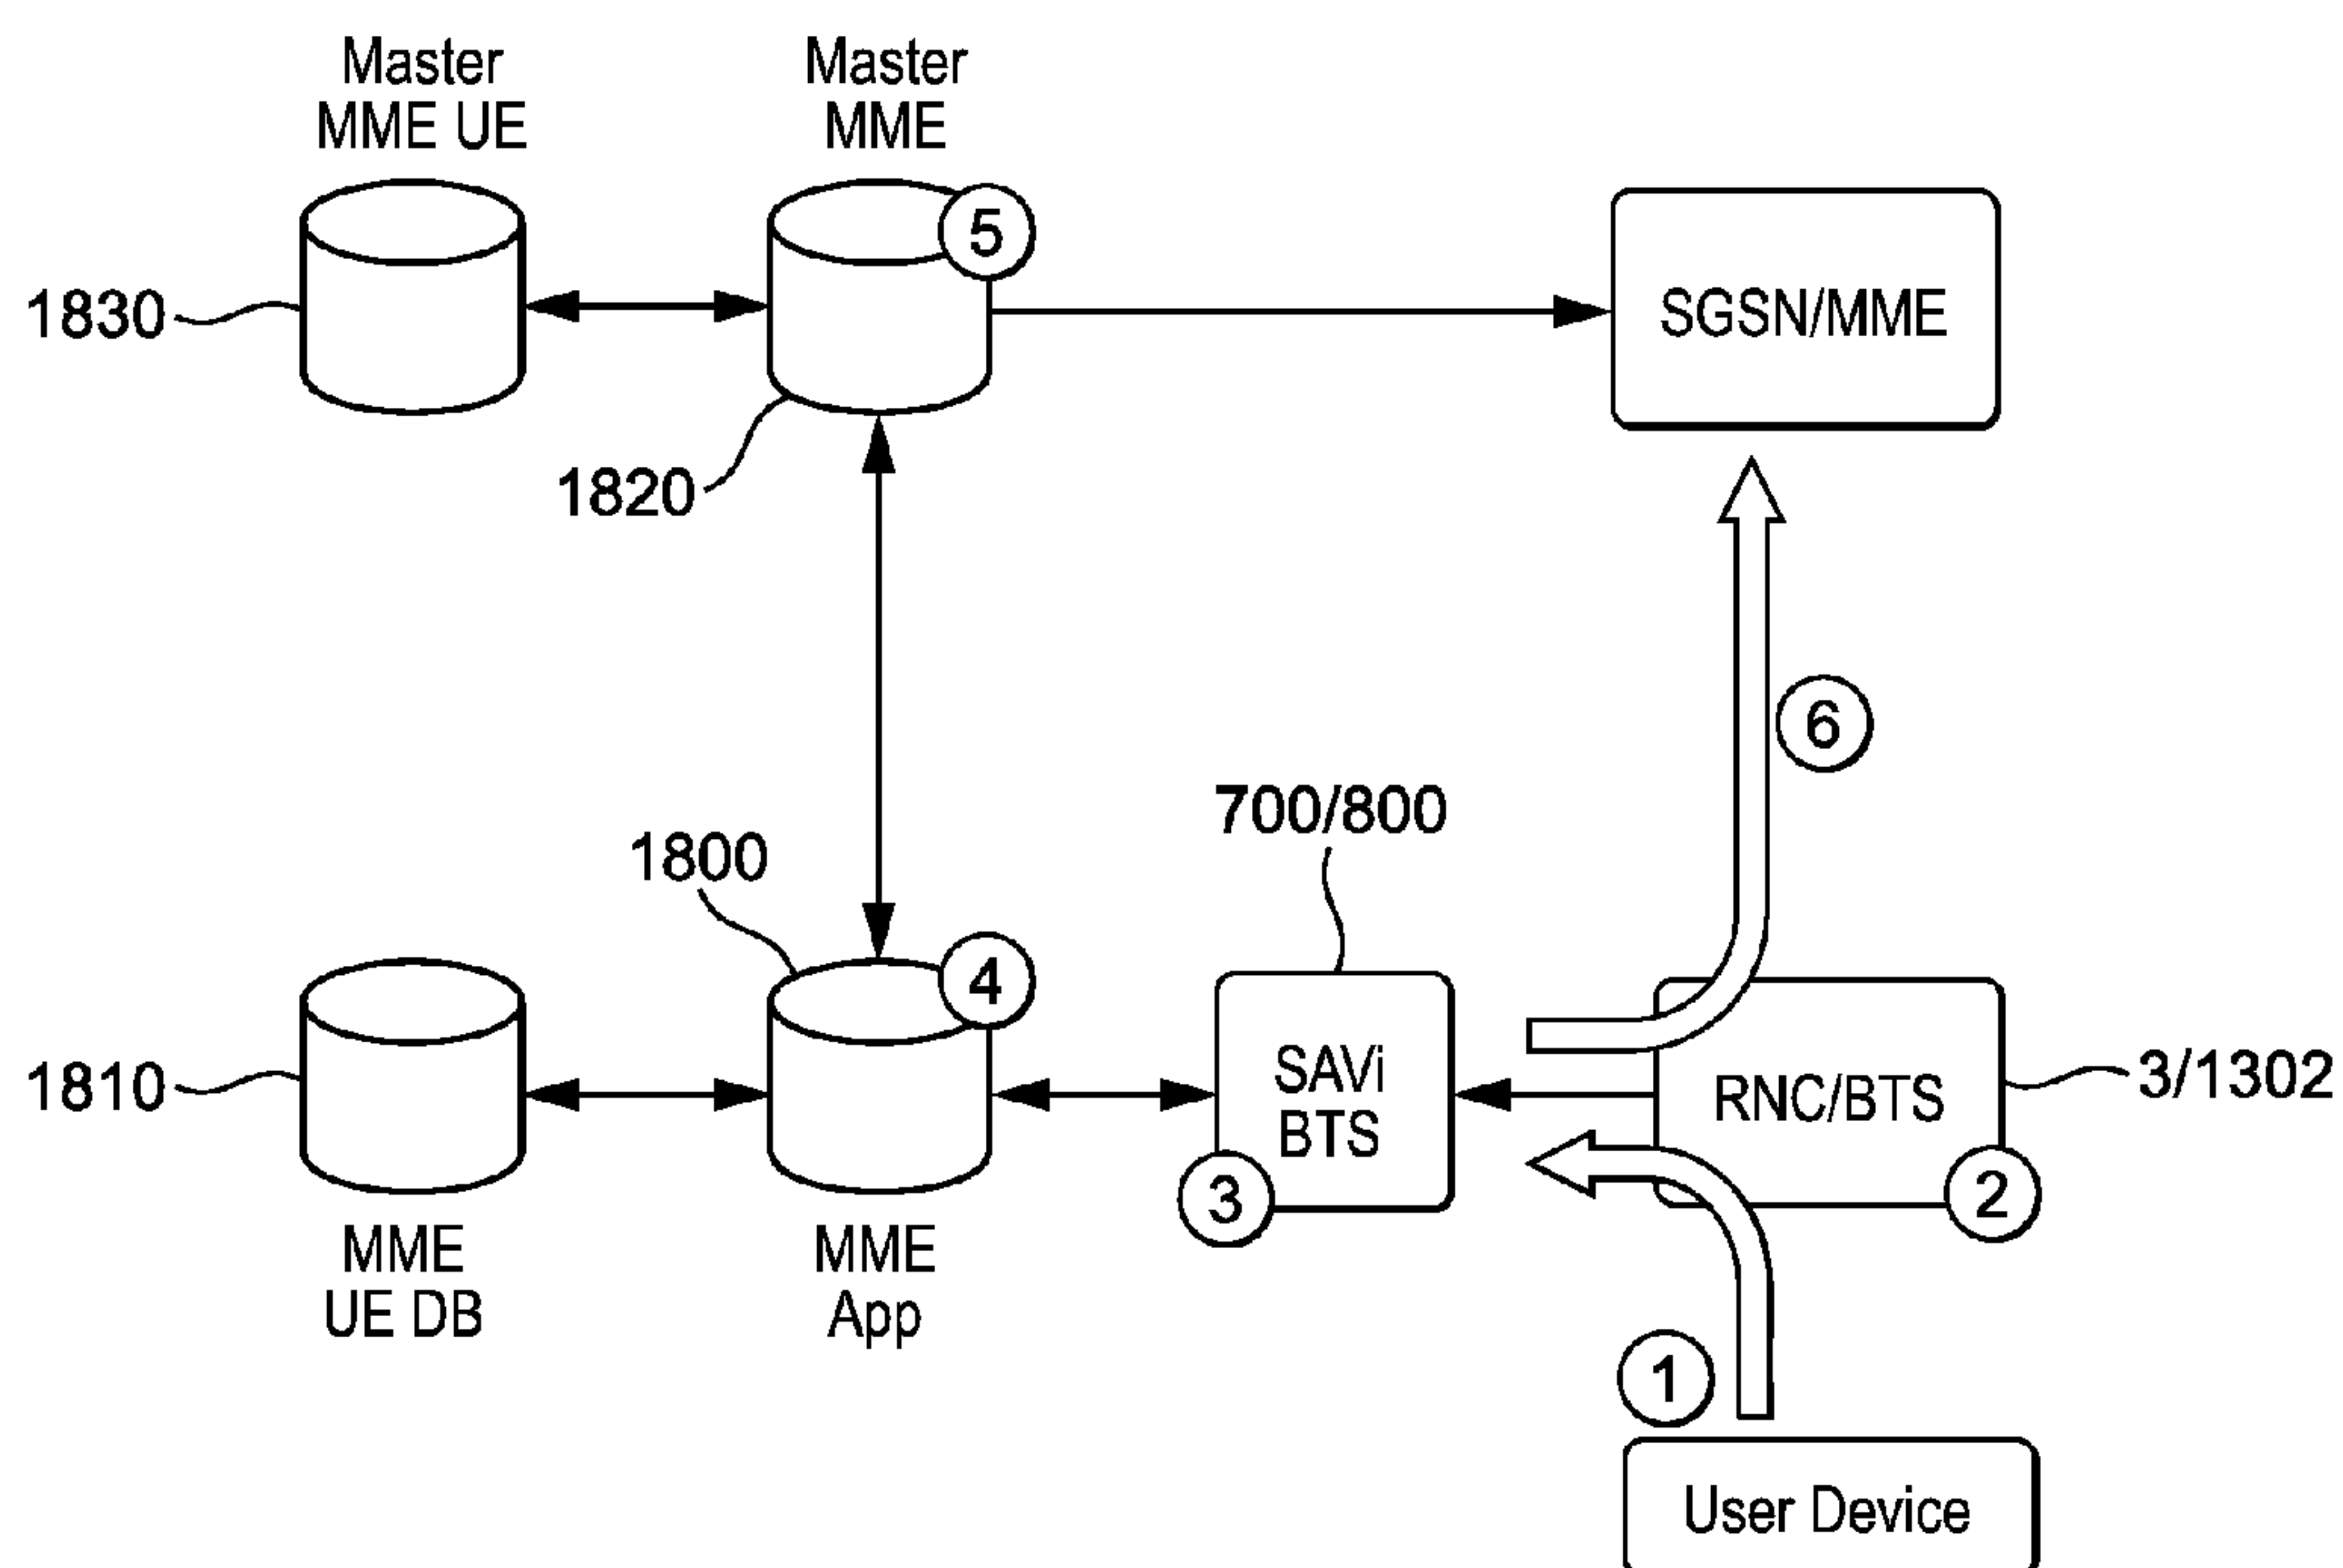 Master
MME UE
Master
MME
5
SGSN/MME
1830
1820
6
700/800
1800
4
SAVi
BTS
RNC/BTS
3/1302
1810
3
2
MME
UE DB
MME
App
1
User Device